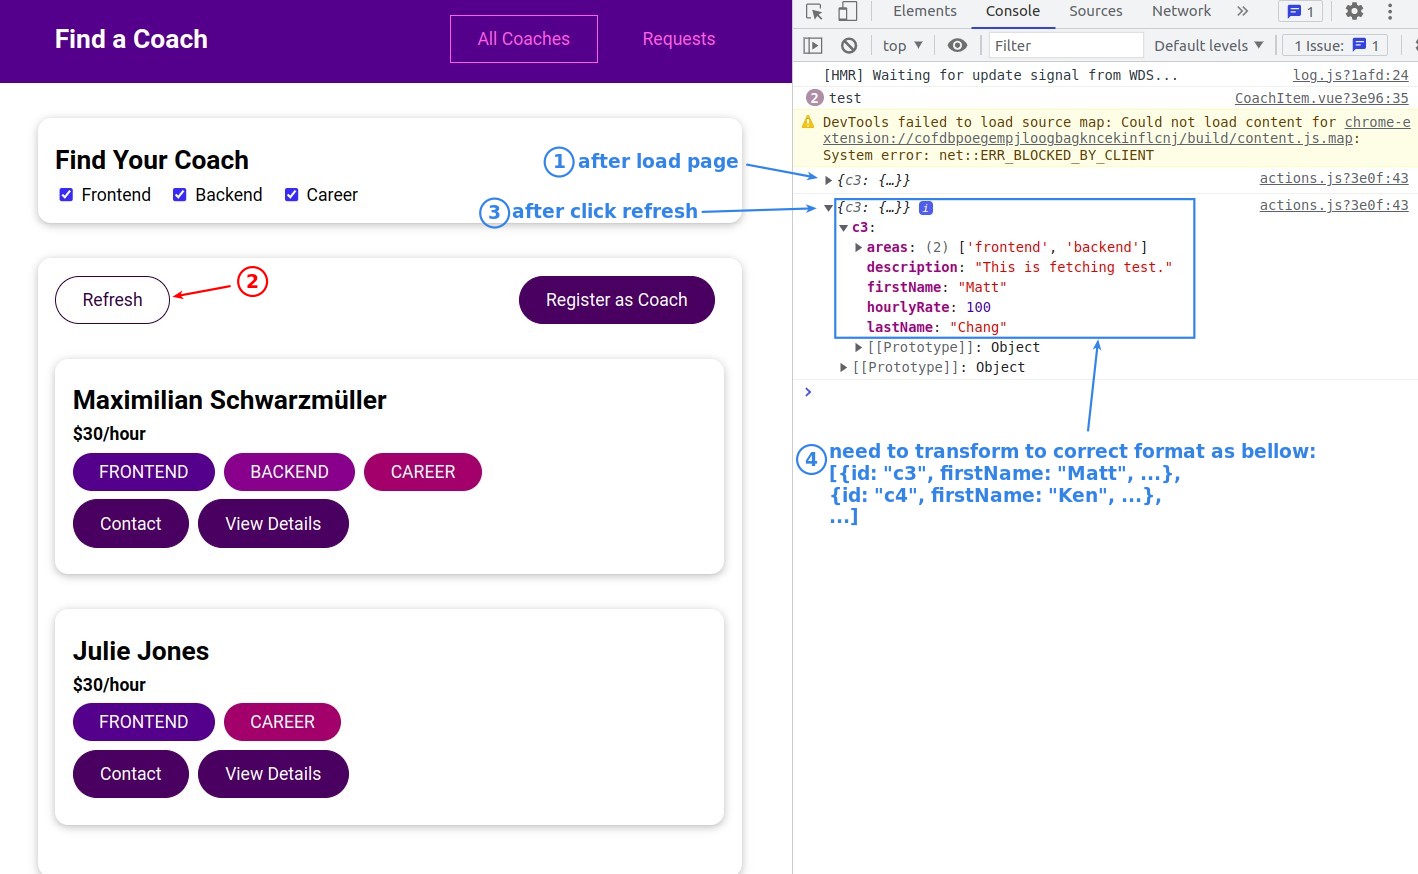 Find a Coach
All Coaches
Requests
Find Your Coach
Frontend Backend Career
1 after load page
3 after click refresh
Refresh
2
Register as Coach
Maximilian Schwarzmüller
$30/hour
FRONTEND BACKEND CAREER
Contact View Details
Julie Jones
$30/hour
FRONTEND CAREER
Contact View Details
Elements Console Sources Network » 1
top Filter Default levels 1 Issue: 1
[HMR] Waiting for update signal from WDS... log.js?1afd:24
2 test CoachItem.vue?3e96:35
DevTools failed to load source map: Could not load content for chrome-e
xtension://cofdbpoegempjloogbagkncekinflcnj/build/content.js.map:
System error: net::ERR_BLOCKED_BY_CLIENT
{c3: {…}} actions.js?3e0f:43
{c3: {…}} i actions.js?3e0f:43
c3:
areas: (2) ['frontend', 'backend']
description: "This is fetching test."
firstName: "Matt"
hourlyRate: 100
lastName: "Chang"
[[Prototype]]: Object
[[Prototype]]: Object
4 need to transform to correct format as bellow:
[{id: "c3", firstName: "Matt", ...},
{id: "c4", firstName: "Ken", ...},
...]